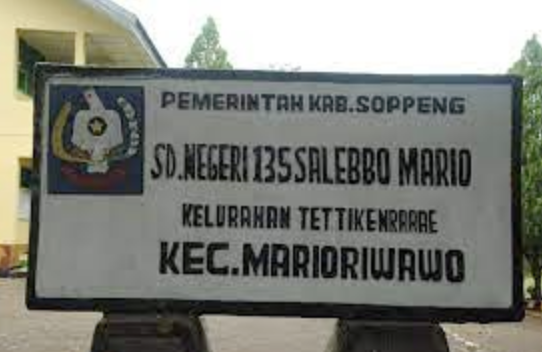 PEMERINTAH KAB.SOPPENG
SD.NEGERI 135 SALEBBO MARIO
KELURAHAN TETTIKENRARAE
KEC.MARIORIWAWO